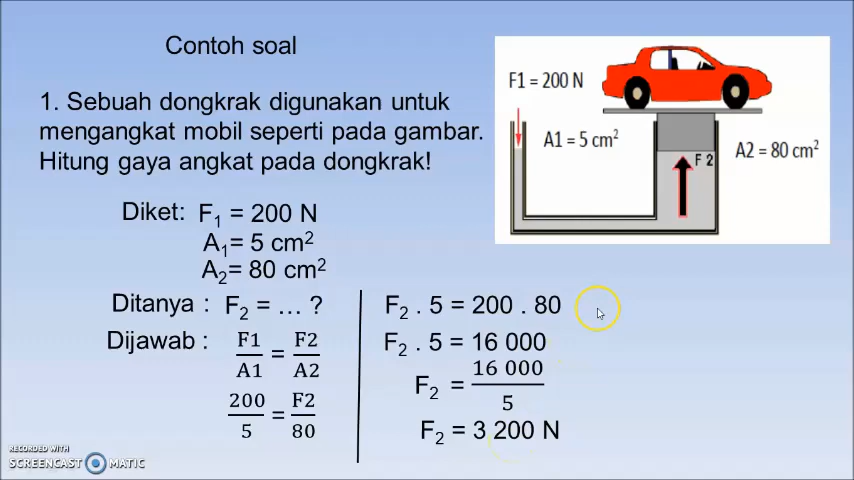 Contoh soal
1. Sebuah dongkrak digunakan untuk
mengangkat mobil seperti pada gambar.
Hitung gaya angkat pada dongkrak!
F1 = 200 N
A1 = 5 cm²
F 2
A2 = 80 cm²
Diket: F₁ = 200 N
A₁= 5 cm²
A₂= 80 cm²
Ditanya : F₂ = ... ?
Dijawab : F1/A1 = F2/A2
200/5 = F2/80
F₂ . 5 = 200 . 80
F₂ . 5 = 16 000
F₂ = 16 000/5
F₂ = 3 200 N
RECORDED WITH
SCREENCAST MATIC